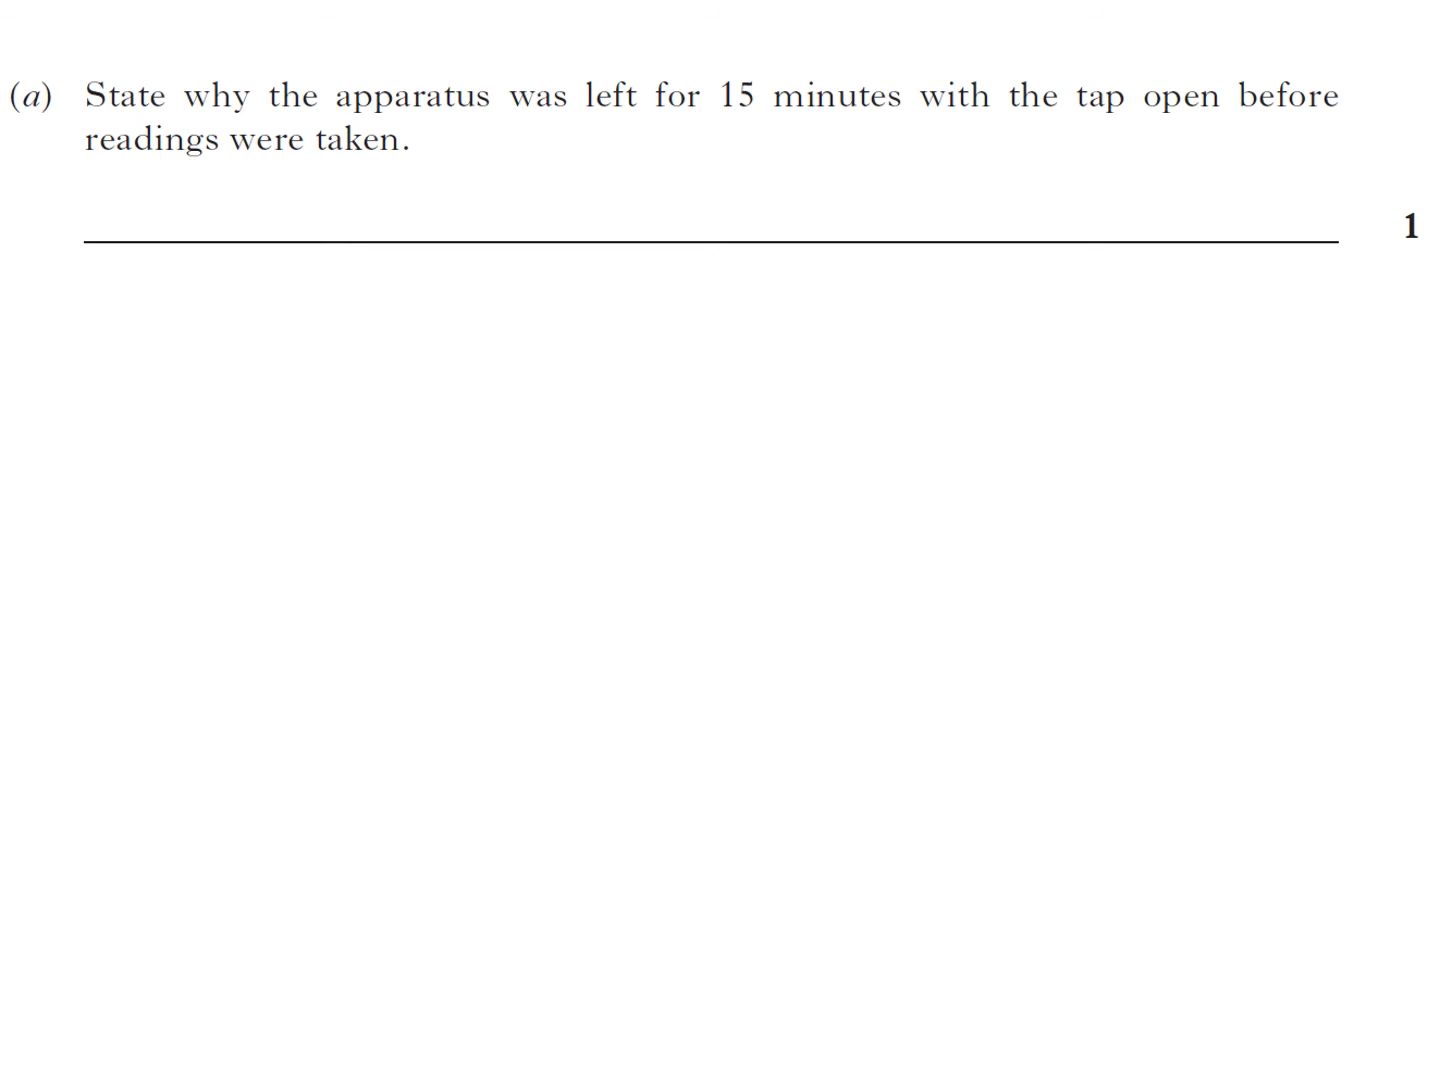 (a) State why the apparatus was left for 15 minutes with the tap open before
readings were taken.
1